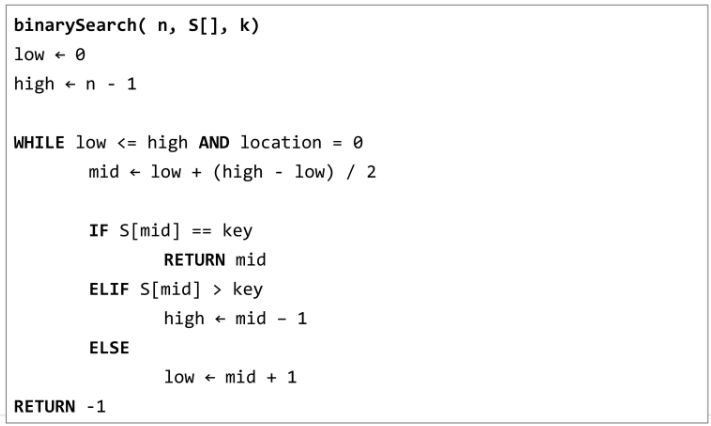 binarySearch( n, S[], k)
low ← 0
high ← n - 1
WHILE low <= high AND location = 0
mid ← low + (high - low) / 2
IF S[mid] == key
RETURN mid
ELIF S[mid] > key
high ← mid – 1
ELSE
low ← mid + 1
RETURN -1